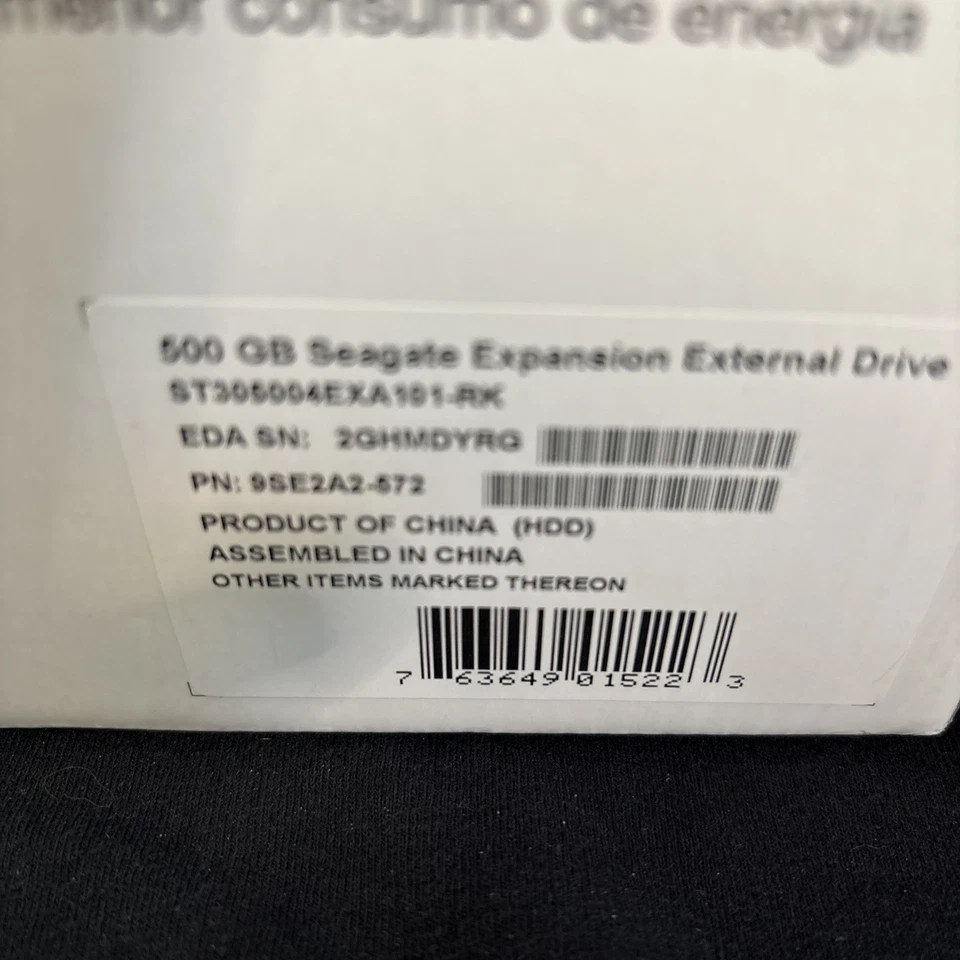 menor consumo de energía
500 GB Seagate Expansion External Drive
ST305004EXA101-RK
EDA SN: 2GHMDYRG
PN: 9SE2A2-572
PRODUCT OF CHINA (HDD)
ASSEMBLED IN CHINA
OTHER ITEMS MARKED THEREON
7 63649 01522 3